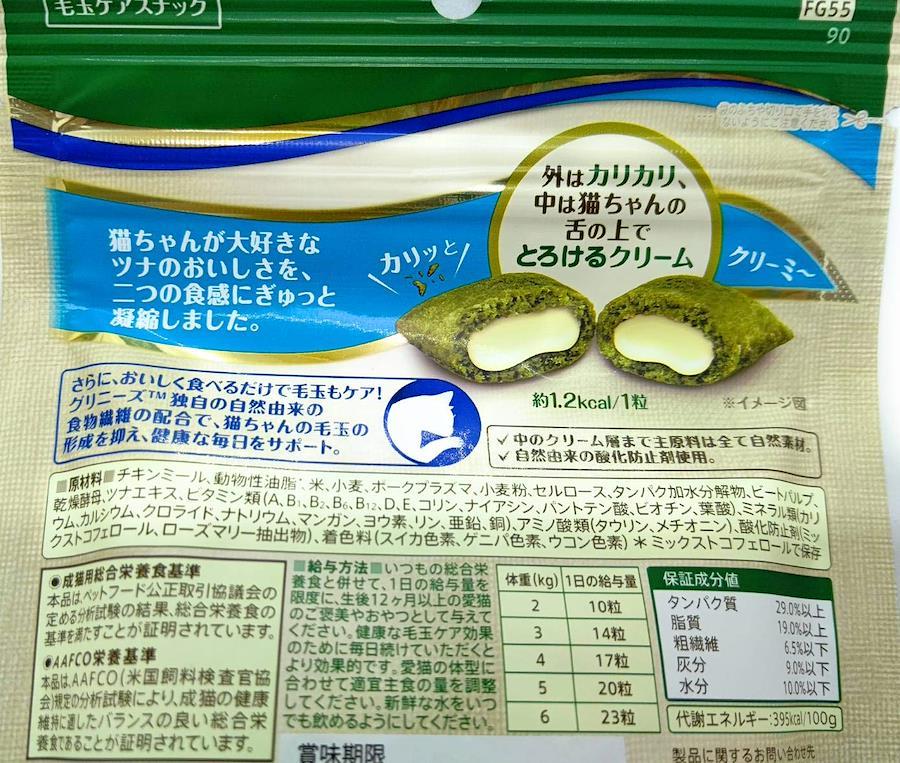 毛玉ケアスナック
FG55
90
外はカリカリ、
中は猫ちゃんの
舌の上で
とろけるクリーム
カリッと
クリーミ〜
猫ちゃんが大好きな
ツナのおいしさを、
二つの食感にぎゅっと
凝縮しました。
約1.2kcal/1粒
※イメージ図
さらに、おいしく食べるだけで毛玉もケア!
グリニーズ™独自の自然由来の
食物繊維の配合で、猫ちゃんの毛玉の
形成を抑え、健康な毎日をサポート。
✓中のクリーム層まで主原料は全て自然素材。
✓自然由来の酸化防止剤使用。
■原材料■チキンミール、動物性油脂*、米、小麦、ポークプラズマ、小麦粉、セルロース、タンパク加水分解物、ビートパルプ、
乾燥酵母、ツナエキス、ビタミン類(A、B1、B2、B6、B12、D、E、コリン、ナイアシン、パントテン酸、ビオチン、葉酸)、ミネラル類(カリ
ウム、カルシウム、クロライド、ナトリウム、マンガン、ヨウ素、リン、亜鉛、銅)、アミノ酸類(タウリン、メチオニン)、酸化防止剤(ミッ
クストコフェロール、ローズマリー抽出物)、着色料(スイカ色素、ゲニパ色素、ウコン色素) ＊ミックストコフェロールで保存
●成猫用総合栄養食基準
本品は、ペットフード公正取引協議会の
定める分析試験の結果、総合栄養食の
基準を満たすことが証明されています。
●AAFCO栄養基準
本品は、AAFCO(米国飼料検査官協
会)規定の分析試験により、成猫の健康
維持に適したバランスの良い総合栄
養食であることが証明されています。
■給与方法■いつもの総合栄
養食と併せて、1日の給与量を
限度に、生後12ヶ月以上の愛猫
のご褒美やおやつとして与えて
ください。健康な毛玉ケア効果
のために毎日続けていただくと
より効果的です。愛猫の体型に
合わせて適宜主食の量を調整
してください。新鮮な水をいつ
でも飲めるようにしてください。
体重(kg) 1日の給与量
2 10粒
3 14粒
4 17粒
5 20粒
6 23粒
保証成分値
タンパク質 29.0%以上
脂質 19.0%以上
粗繊維 6.5%以下
灰分 9.0%以下
水分 10.0%以下
代謝エネルギー:395kcal/100g
賞味期限
製品に関するお問い合わせ先